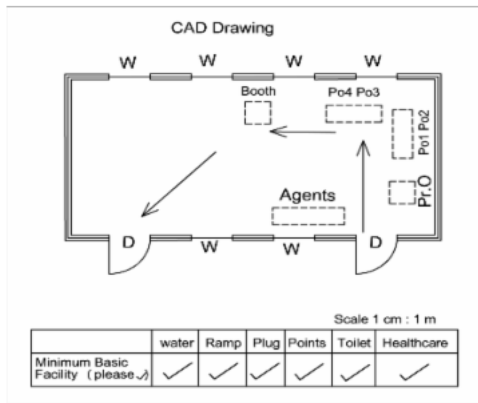 CAD Drawing
W W W W
Booth Po4 Po3
Po1 Po2
Pr.O
Agents
D W W D
Scale 1 cm : 1 m
water Ramp Plug Points Toilet Healthcare
Minimum Basic
Facility (please ✓) ✓ ✓ ✓ ✓ ✓ ✓